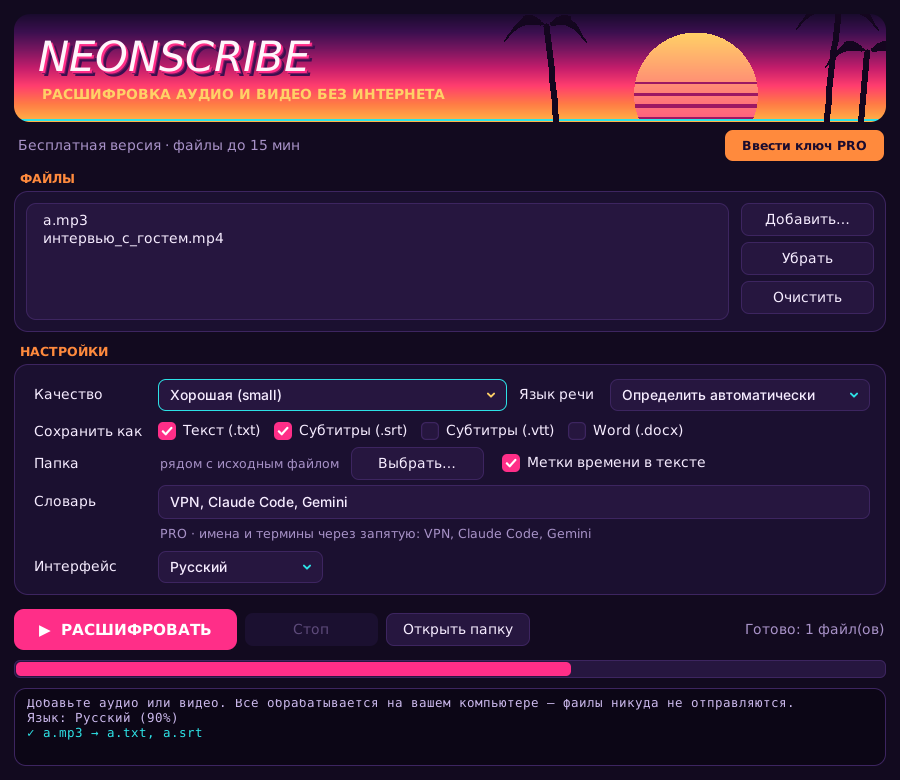 NEONSCRIBE
РАСШИФРОВКА АУДИО И ВИДЕО БЕЗ ИНТЕРНЕТА
Бесплатная версия · файлы до 15 мин
Ввести ключ PRO
ФАЙЛЫ
a.mp3
интервью_с_гостем.mp4
Добавить...
Убрать
Очистить
НАСТРОЙКИ
Качество
Хорошая (small)
Язык речи
Определить автоматически
Сохранить как
Текст (.txt)
Субтитры (.srt)
Субтитры (.vtt)
Word (.docx)
Папка
рядом с исходным файлом
Выбрать...
Метки времени в тексте
Словарь
VPN, Claude Code, Gemini
PRO · имена и термины через запятую: VPN, Claude Code, Gemini
Интерфейс
Русский
▶ РАСШИФРОВАТЬ
Стоп
Открыть папку
Готово: 1 файл(ов)
Добавьте аудио или видео. Всё обрабатывается на вашем компьютере — файлы никуда не отправляются.
Язык: Русский (90%)
✓ a.mp3 → a.txt, a.srt